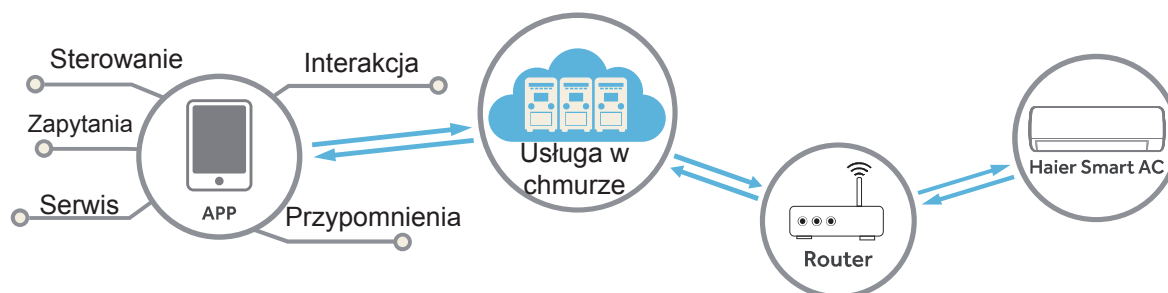 Sterowanie
Interakcja
Zapytania
Usługa w
chmurze
Haier Smart AC
Serwis
APP
Przypomnienia
Router